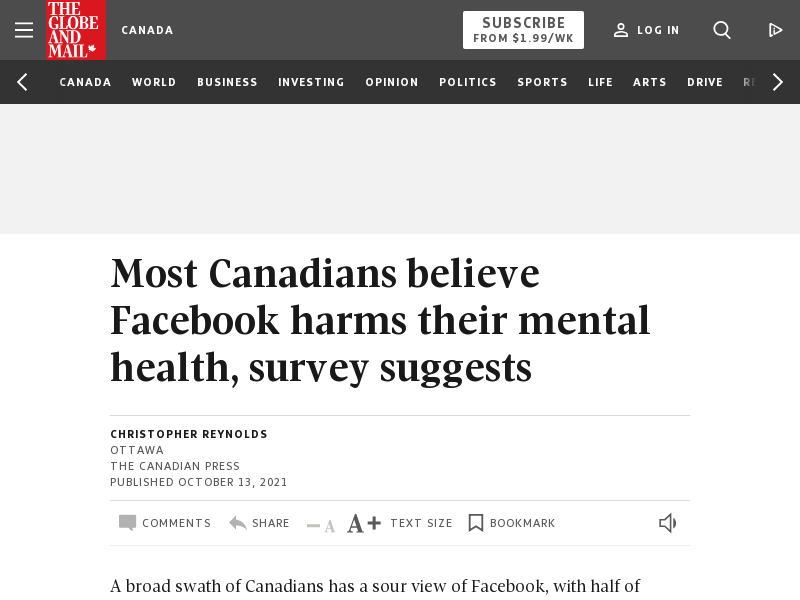 THE
GLOBE
AND
MAIL
CANADA
SUBSCRIBE
FROM $1.99/WK
LOG IN
CANADA WORLD BUSINESS INVESTING OPINION POLITICS SPORTS LIFE ARTS DRIVE
Most Canadians believe
Facebook harms their mental
health, survey suggests
CHRISTOPHER REYNOLDS
OTTAWA
THE CANADIAN PRESS
PUBLISHED OCTOBER 13, 2021
COMMENTS SHARE A A TEXT SIZE BOOKMARK
A broad swath of Canadians has a sour view of Facebook, with half of